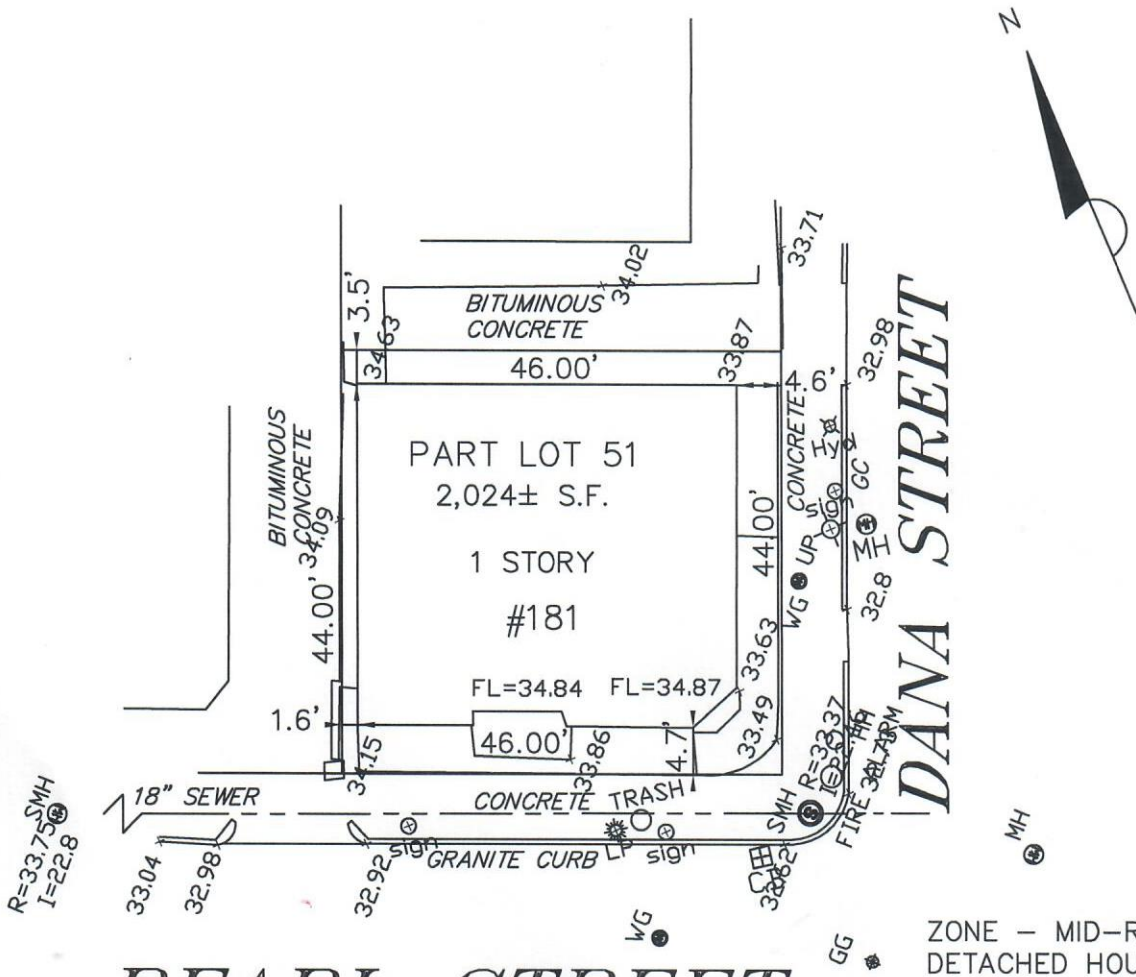 N
33.71
34.02
3.5'
BITUMINOUS
CONCRETE
34.63
33.87
46.00'
4.6'
32.98
DANA STREET
CONCRETE
Hyd
PART LOT 51
2,024± S.F.
BITUMINOUS
CONCRETE
34.09
44.00'
44.00'
sign
GC
UP
MH
1 STORY
#181
WG
32.8
33.63
FL=34.84
FL=34.87
1.6'
46.00'
4.7'
33.49
33.86
34.15
R=33.37
HH
FIRE ALARM
18" SEWER
CONCRETE
TRASH
SMH
SMH
R=33.75
I=22.8
33.04
32.98
32.92
sign
GRANITE CURB
LP
sign
32.62
MH
WG
GG
ZONE - MID-R
DETACHED HOU
PEARL STREET